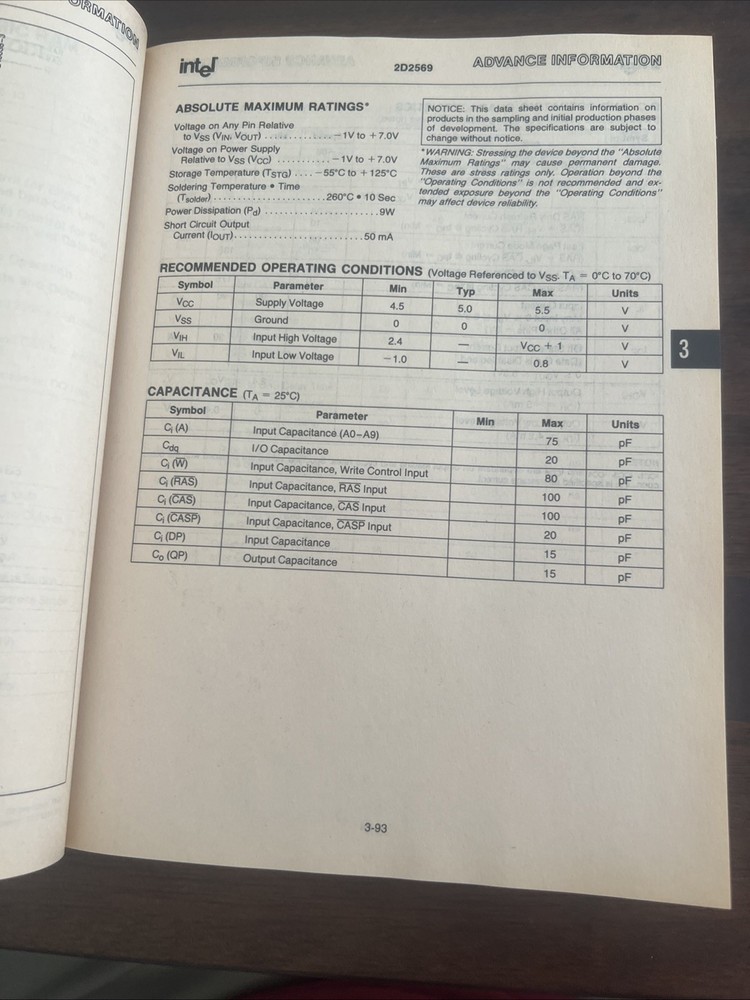 ORMATION
intel
2D2569
ADVANCE INFORMATION
ABSOLUTE MAXIMUM RATINGS*
Voltage on Any Pin Relative
to VSS (VIN, VOUT) .............. −1V to +7.0V
Voltage on Power Supply
Relative to VSS (VCC) ........... −1V to +7.0V
Storage Temperature (TSTG) .... −55°C to +125°C
Soldering Temperature • Time
(Tsolder) ........................ 260°C • 10 Sec
Power Dissipation (Pd) ........................ 9W
Short Circuit Output
Current (IOUT) ........................ 50 mA
NOTICE: This data sheet contains information on
products in the sampling and initial production phases
of development. The specifications are subject to
change without notice.
*WARNING: Stressing the device beyond the "Absolute
Maximum Ratings" may cause permanent damage.
These are stress ratings only. Operation beyond the
"Operating Conditions" is not recommended and ex-
tended exposure beyond the "Operating Conditions"
may affect device reliability.
RECOMMENDED OPERATING CONDITIONS (Voltage Referenced to VSS, TA = 0°C to 70°C)
Symbol Parameter Min Typ Max Units
VCC Supply Voltage 4.5 5.0 5.5 V
VSS Ground 0 0 0 V
VIH Input High Voltage 2.4 — VCC + 1 V
VIL Input Low Voltage −1.0 — 0.8 V
3
CAPACITANCE (TA = 25°C)
Symbol Parameter Min Max Units
CI (A) Input Capacitance (A0–A9) 75 pF
Cdq I/O Capacitance 20 pF
CI (W̅) Input Capacitance, Write Control Input 80 pF
CI (R̅A̅S̅) Input Capacitance, R̅A̅S̅ Input 100 pF
CI (C̅A̅S̅) Input Capacitance, C̅A̅S̅ Input 100 pF
CI (C̅A̅S̅P̅) Input Capacitance, C̅A̅S̅P̅ Input 20 pF
CI (DP) Input Capacitance 15 pF
CO (QP) Output Capacitance 15 pF
3-93